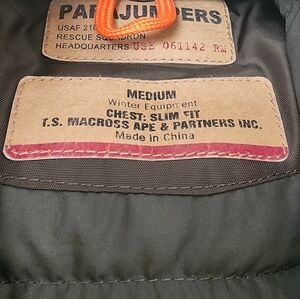 PARAJUMPERS
USAF 210
RESCUE SQUADRON
HEADQUARTERS USE 061142 RW
MEDIUM
Winter Equipment
CHEST: SLIM FIT
T.S. MACROSS APE & PARTNERS INC.
Made in China